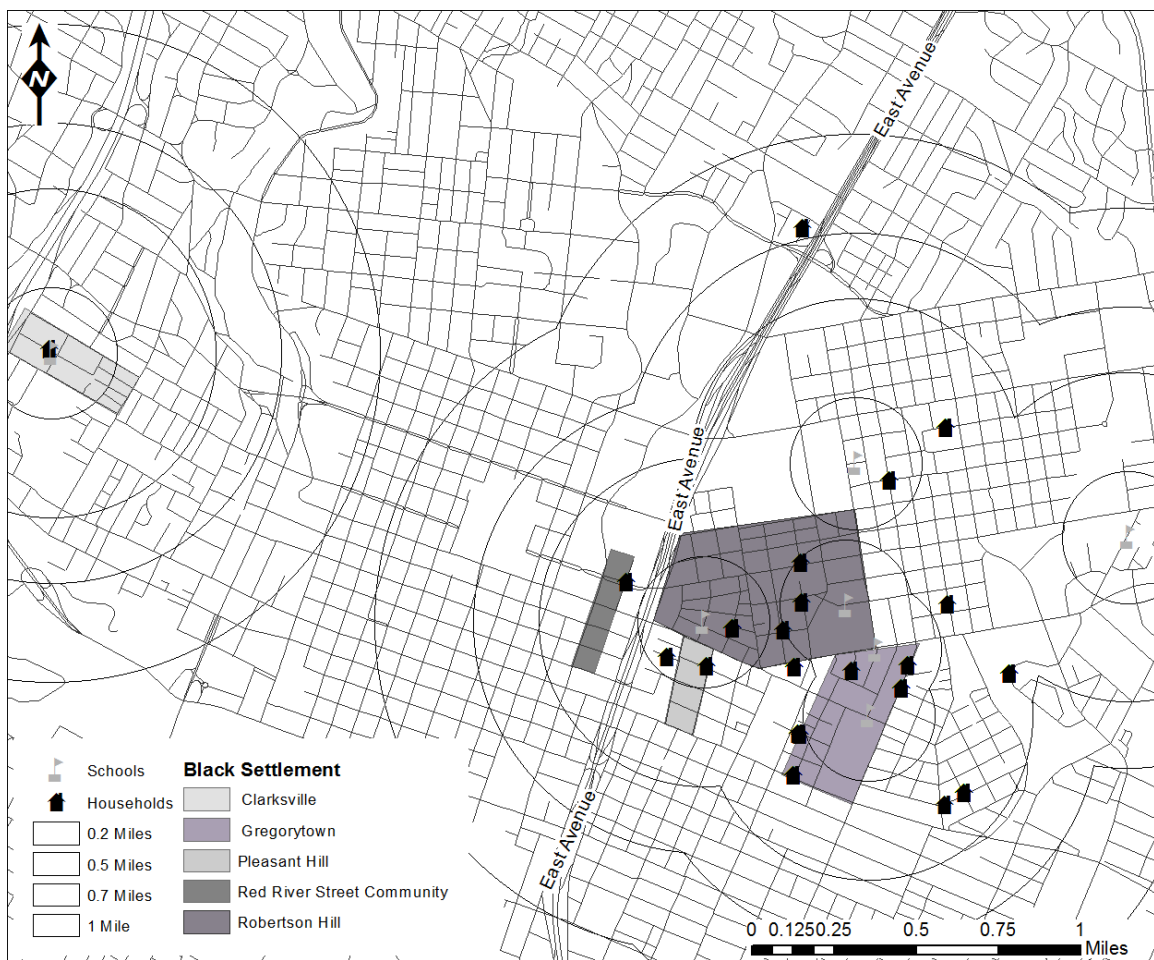 N
East Avenue
East Avenue
East Avenue
Schools
Households
0.2 Miles
0.5 Miles
0.7 Miles
1 Mile
Black Settlement
Clarksville
Gregorytown
Pleasant Hill
Red River Street Community
Robertson Hill
0 0.125 0.25 0.5 0.75 1
Miles